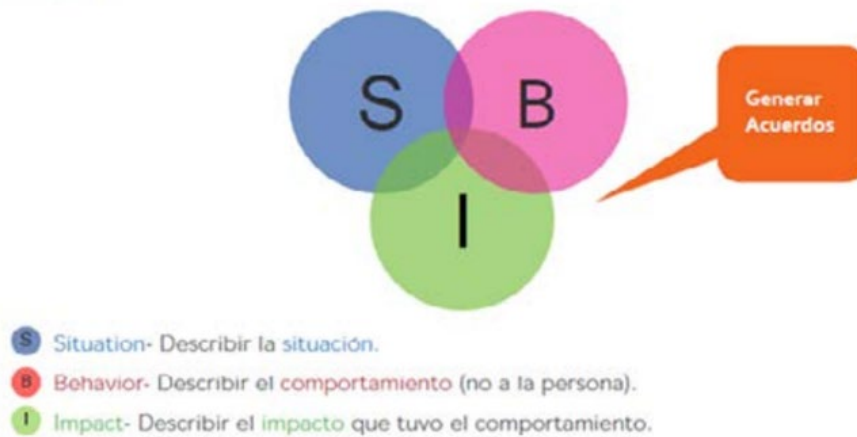 S
B
Generar
Acuerdos
I
S Situation- Describir la situación.
B Behavior- Describir el comportamiento (no a la persona).
I Impact- Describir el impacto que tuvo el comportamiento.